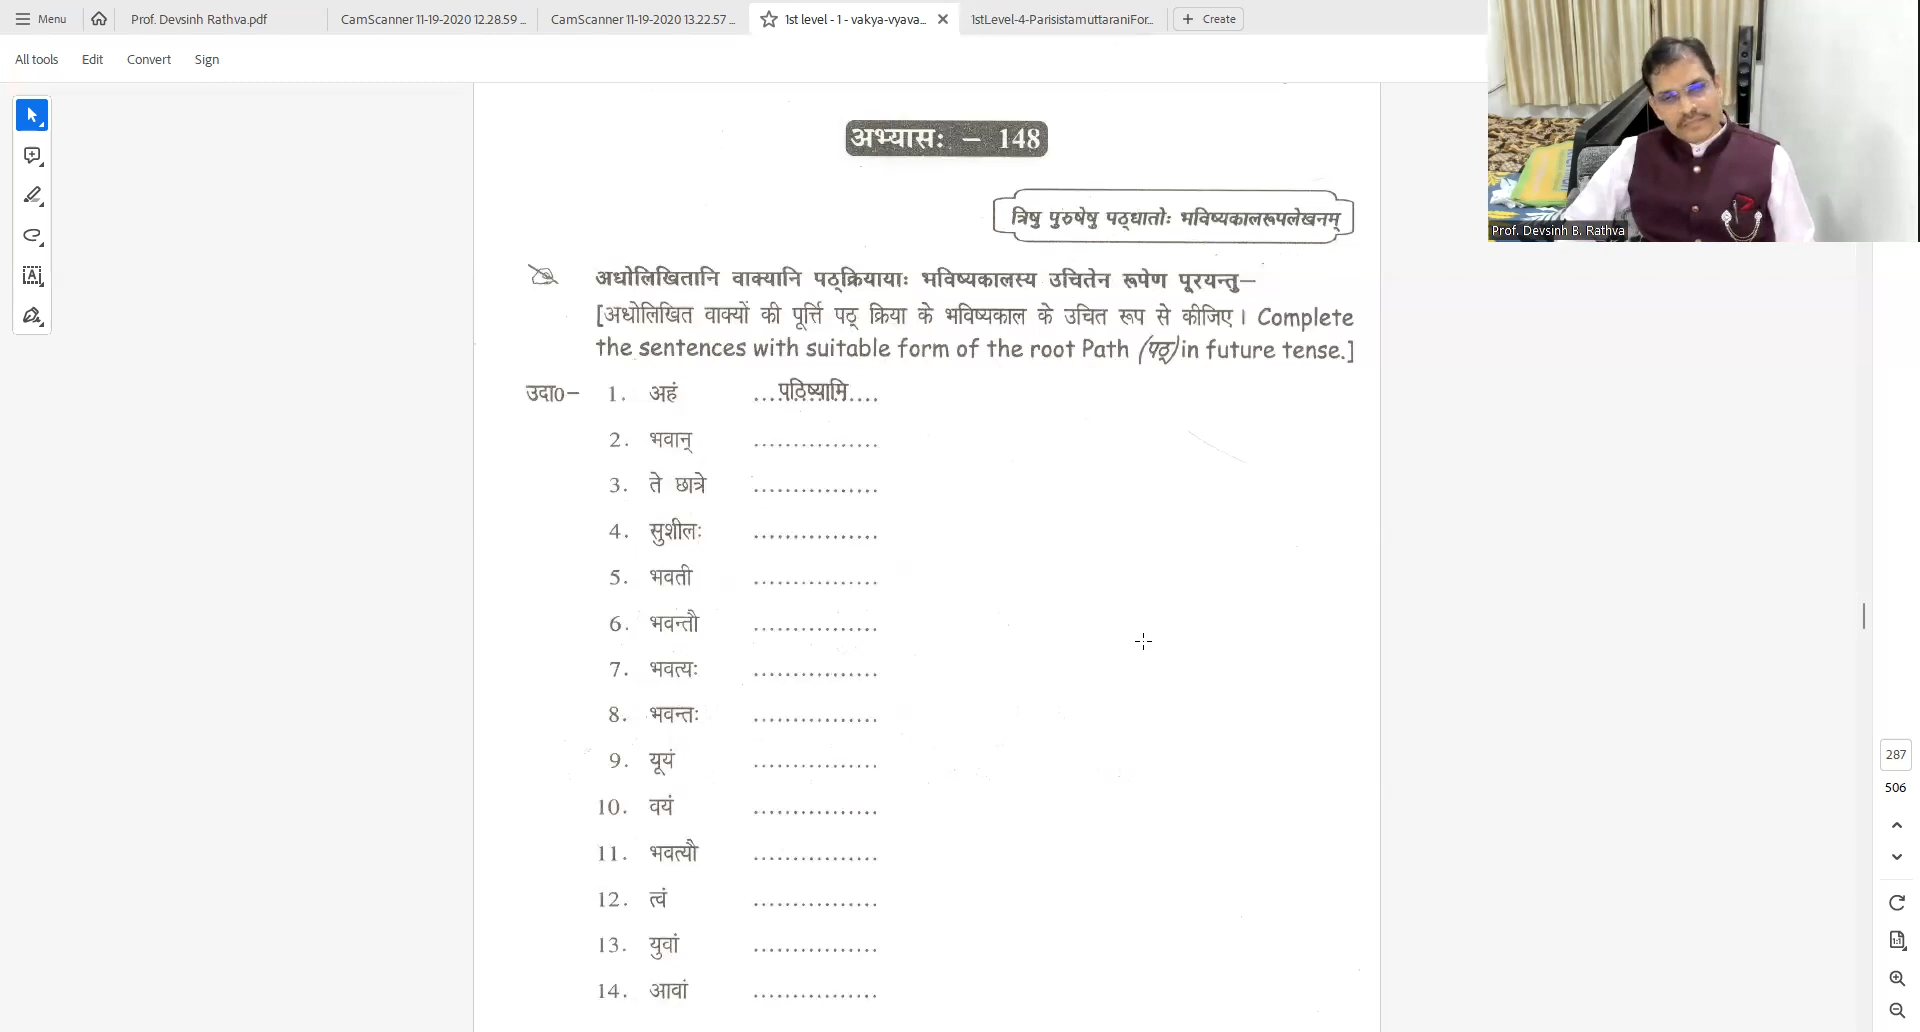 Menu
Prof. Devsinh Rathva.pdf
CamScanner 11-19-2020 12.28.59 ...
CamScanner 11-19-2020 13.22.57 ...
1st level - 1 - vakya-vyava...
1stLevel-4-ParisistamuttaraniFor...
Create
All tools Edit Convert Sign
Prof. Devsinh B. Rathva
अभ्यासः – 148
त्रिषु पुरुषेषु पठ्धातोः भविष्यकालरूपलेखनम्
अधोलिखितानि वाक्यानि पठ्क्रियायाः भविष्यकालस्य उचितेन रूपेण पूरयन्तु–
[अधोलिखित वाक्यों की पूर्त्ति पठ् क्रिया के भविष्यकाल के उचित रूप से कीजिए। Complete
the sentences with suitable form of the root Path (पठ्) in future tense.]
उदा0– 1. अहं ...पठिष्यामि...
2. भवान् ................
3. ते छात्रे ................
4. सुशीलः ................
5. भवती ................
6. भवन्तौ ................
7. भवत्यः ................
8. भवन्तः ................
9. यूयं ................
10. वयं ................
11. भवत्यौ ................
12. त्वं ................
13. युवां ................
14. आवां ................
287
506
1:1